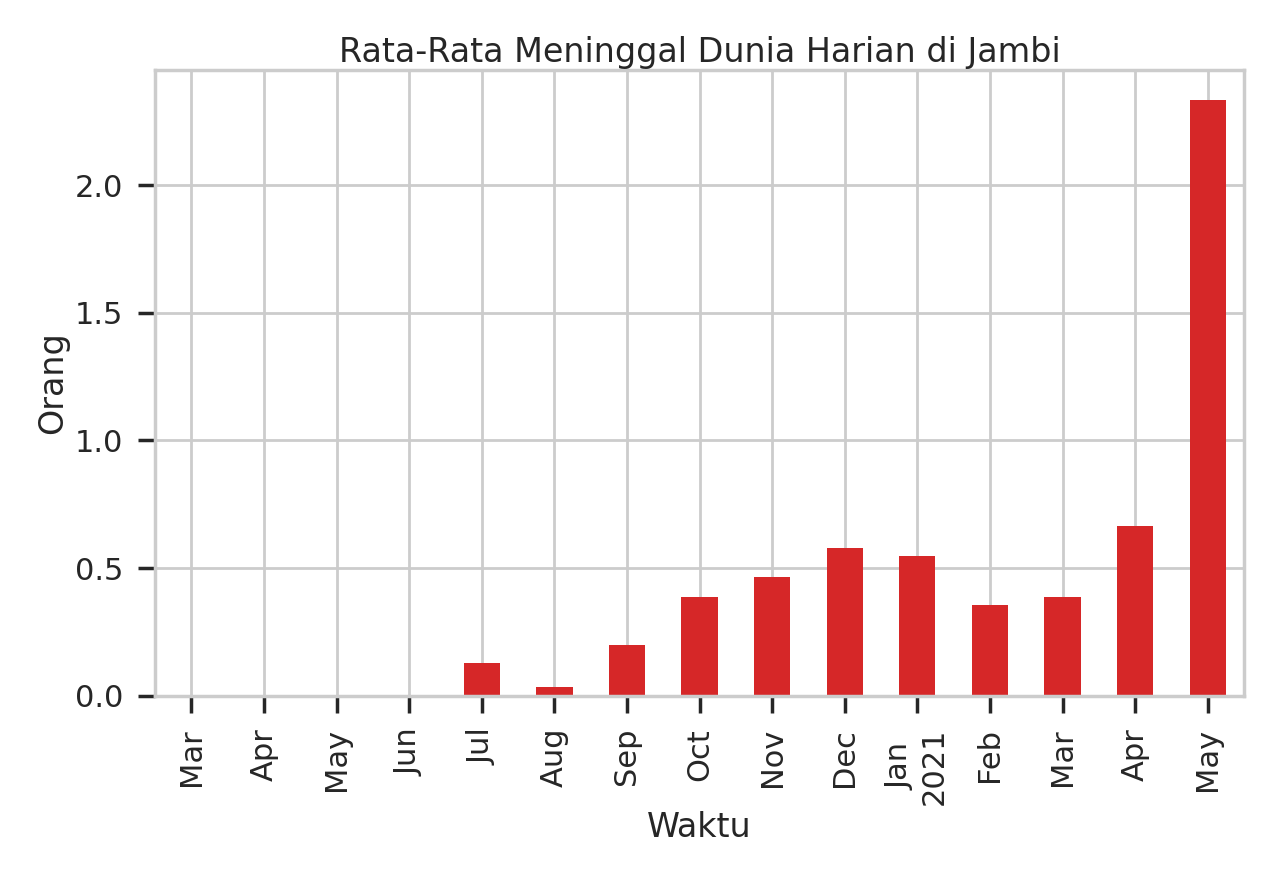 Rata-Rata Meninggal Dunia Harian di Jambi
Orang
2.0
1.5
1.0
0.5
0.0
Mar
Apr
May
Jun
Jul
Aug
Sep
Oct
Nov
Dec
Jan
2021
Feb
Mar
Apr
May
Waktu